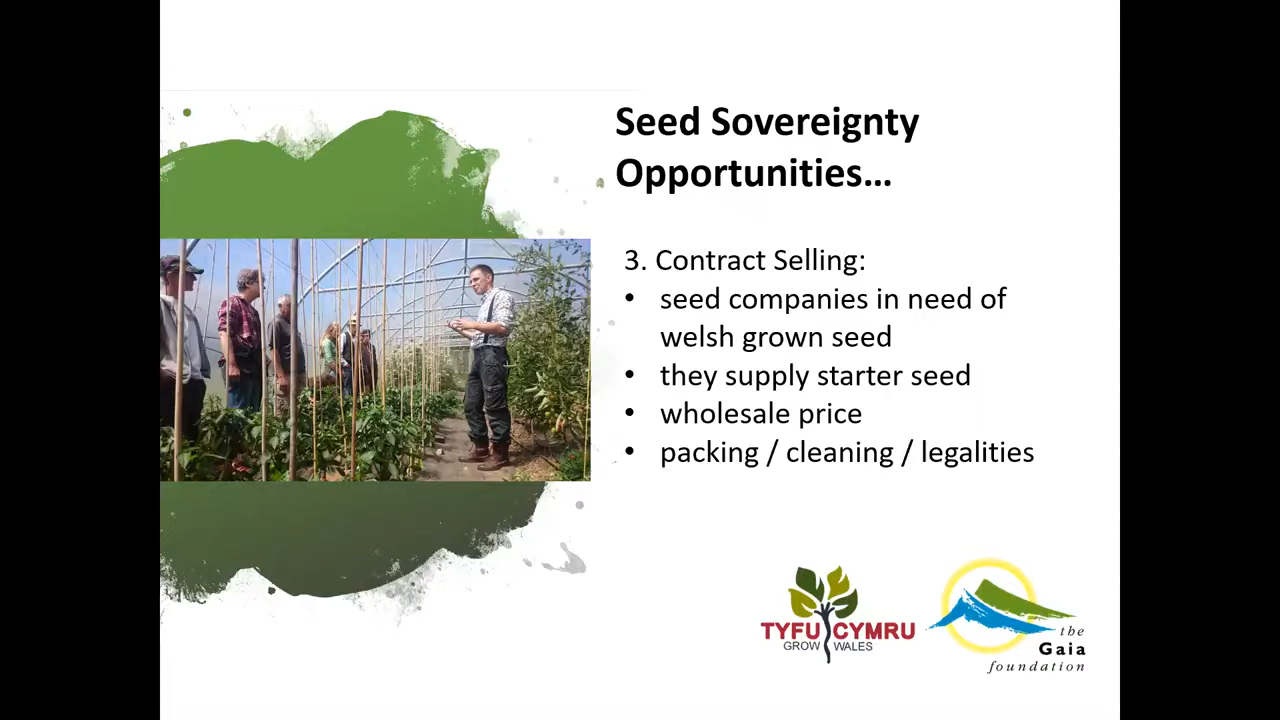 Seed Sovereignty
Opportunities...
3. Contract Selling:
• seed companies in need of
welsh grown seed
• they supply starter seed
• wholesale price
• packing / cleaning / legalities
TYFU CYMRU
GROW WALES
the
Gaia
foundation